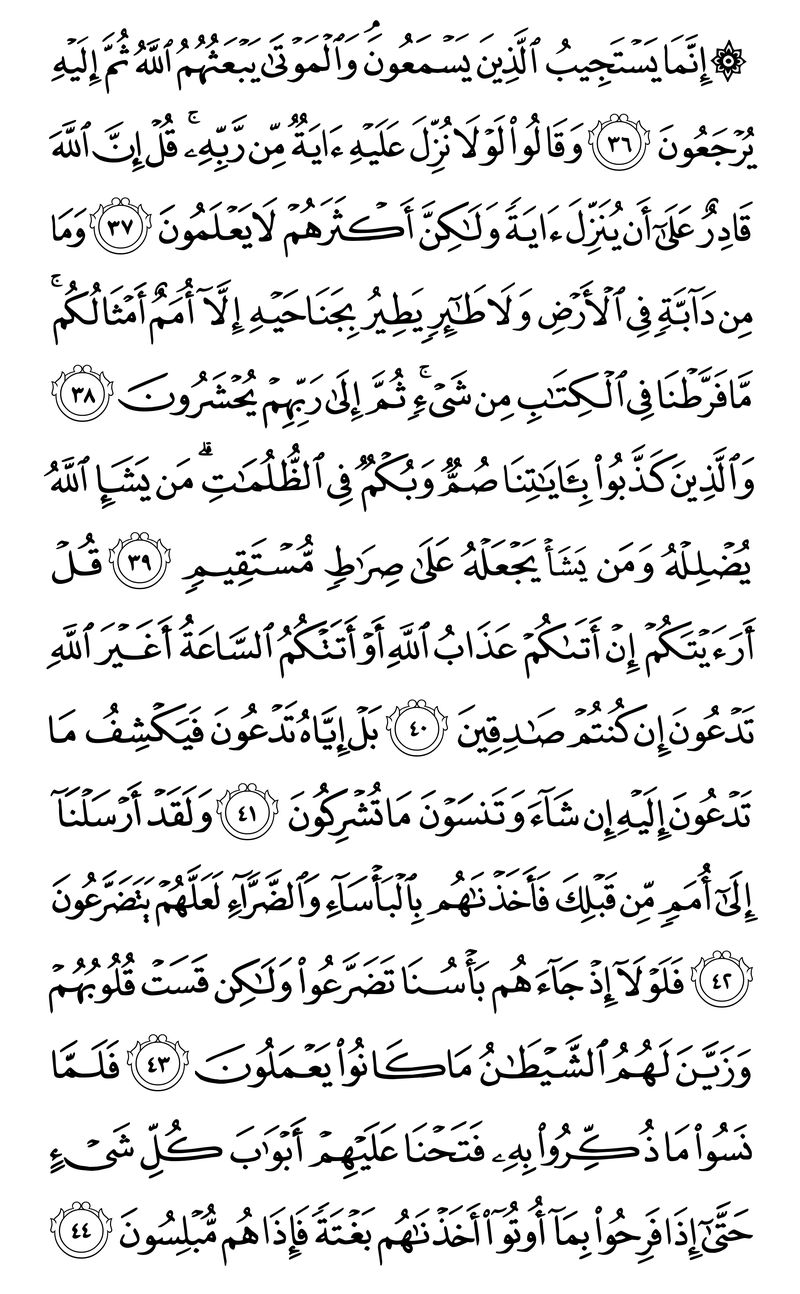 ۞ إِنَّمَا يَسْتَجِيبُ ٱلَّذِينَ يَسْمَعُونَۘ وَٱلْمَوْتَىٰ يَبْعَثُهُمُ ٱللَّهُ ثُمَّ إِلَيْهِ
يُرْجَعُونَ ٣٦ وَقَالُوا۟ لَوْلَا نُزِّلَ عَلَيْهِ ءَايَةٌ مِّن رَّبِّهِۦۚ قُلْ إِنَّ ٱللَّهَ
قَادِرٌ عَلَىٰٓ أَن يُنَزِّلَ ءَايَةً وَلَـٰكِنَّ أَكْثَرَهُمْ لَا يَعْلَمُونَ ٣٧ وَمَا
مِن دَآبَّةٍ فِى ٱلْأَرْضِ وَلَا طَـٰٓئِرٍ يَطِيرُ بِجَنَاحَيْهِ إِلَّآ أُمَمٌ أَمْثَالُكُمۚ
مَّا فَرَّطْنَا فِى ٱلْكِتَـٰبِ مِن شَىْءٍۚ ثُمَّ إِلَىٰ رَبِّهِمْ يُحْشَرُونَ ٣٨
وَٱلَّذِينَ كَذَّبُوا۟ بِـَٔايَـٰتِنَا صُمٌّ وَبُكْمٌ فِى ٱلظُّلُمَـٰتِۗ مَن يَشَإِ ٱللَّهُ
يُضْلِلْهُ وَمَن يَشَأْ يَجْعَلْهُ عَلَىٰ صِرَٰطٍ مُّسْتَقِيمٍ ٣٩ قُلْ
أَرَءَيْتَكُمْ إِنْ أَتَىٰكُمْ عَذَابُ ٱللَّهِ أَوْ أَتَتْكُمُ ٱلسَّاعَةُ أَغَيْرَ ٱللَّهِ
تَدْعُونَ إِن كُنتُمْ صَـٰدِقِينَ ٤٠ بَلْ إِيَّاهُ تَدْعُونَ فَيَكْشِفُ مَا
تَدْعُونَ إِلَيْهِ إِن شَآءَ وَتَنسَوْنَ مَا تُشْرِكُونَ ٤١ وَلَقَدْ أَرْسَلْنَآ
إِلَىٰٓ أُمَمٍ مِّن قَبْلِكَ فَأَخَذْنَـٰهُم بِٱلْبَأْسَآءِ وَٱلضَّرَّآءِ لَعَلَّهُمْ يَتَضَرَّعُونَ
٤٢ فَلَوْلَآ إِذْ جَآءَهُم بَأْسُنَا تَضَرَّعُوا۟ وَلَـٰكِن قَسَتْ قُلُوبُهُمْ
وَزَيَّنَ لَهُمُ ٱلشَّيْطَـٰنُ مَا كَانُوا۟ يَعْمَلُونَ ٤٣ فَلَمَّا
نَسُوا۟ مَا ذُكِّرُوا۟ بِهِۦ فَتَحْنَا عَلَيْهِمْ أَبْوَٰبَ كُلِّ شَىْءٍ
حَتَّىٰٓ إِذَا فَرِحُوا۟ بِمَآ أُوتُوٓا۟ أَخَذْنَـٰهُم بَغْتَةً فَإِذَا هُم مُّبْلِسُونَ ٤٤